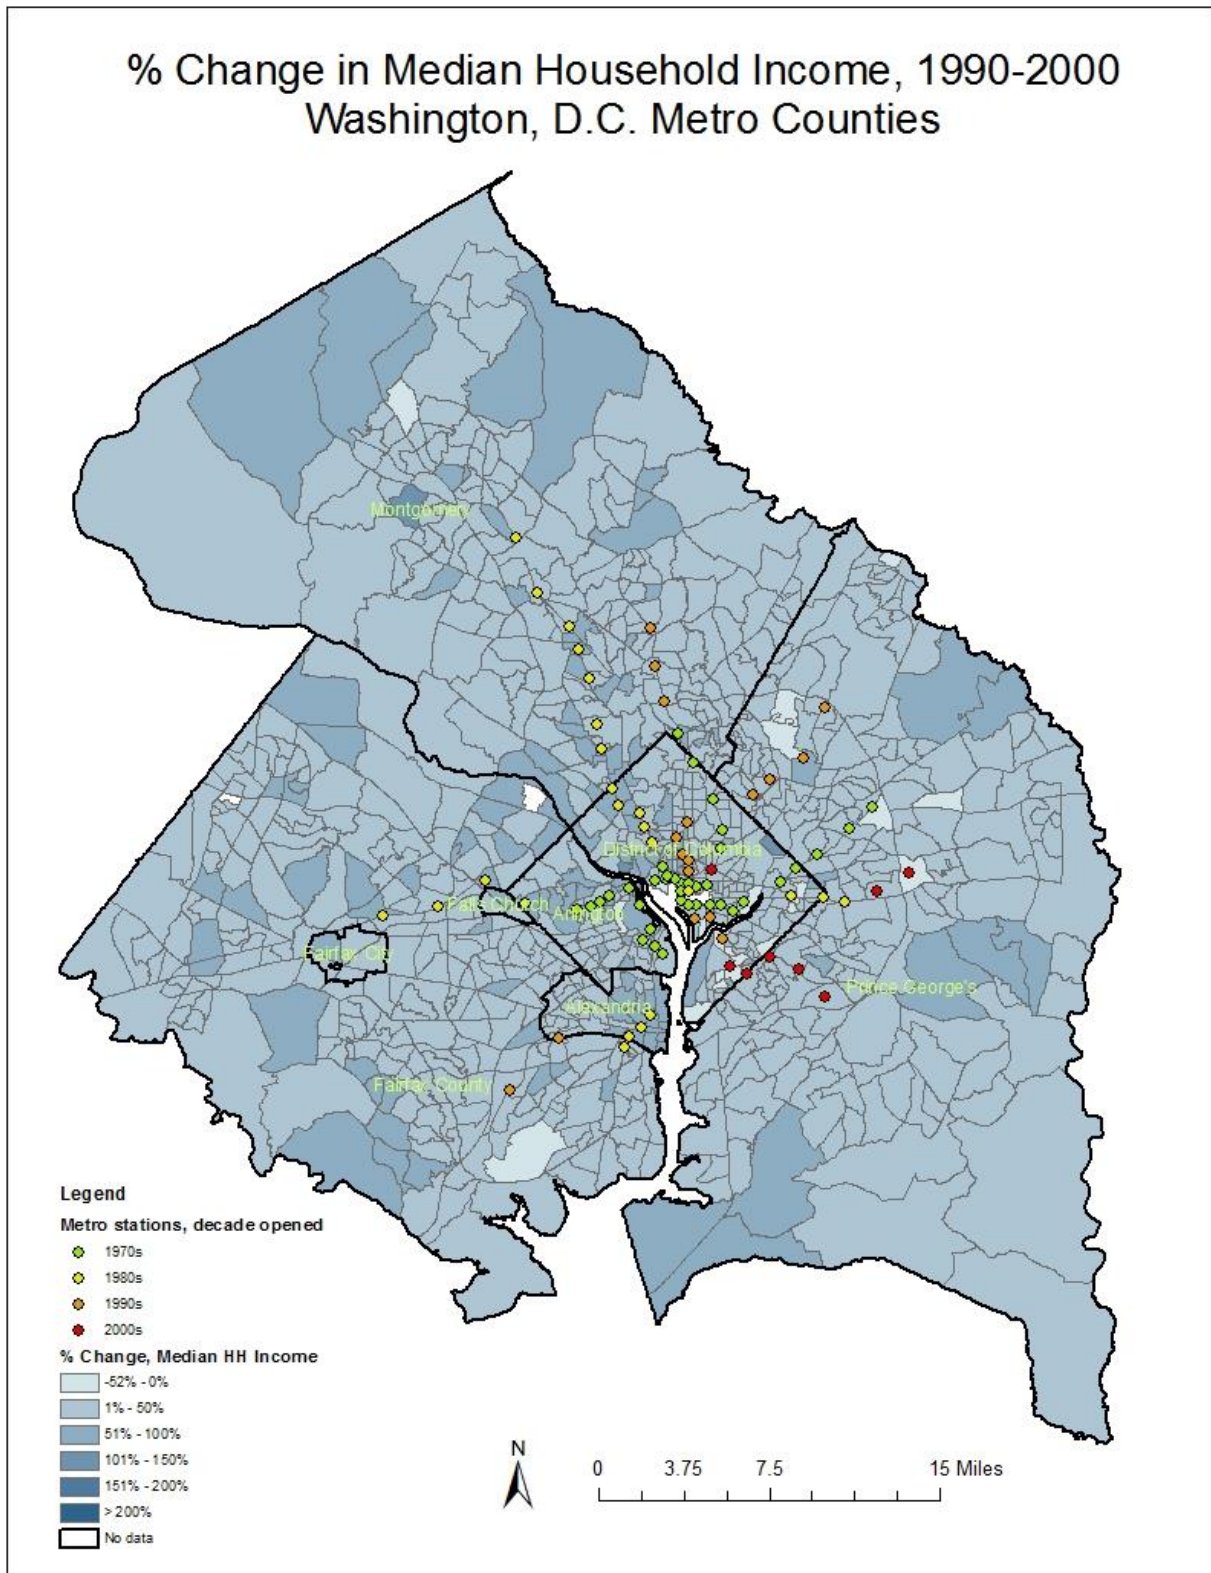 % Change in Median Household Income, 1990-2000
Washington, D.C. Metro Counties
Montgomery
District of Columbia
Falls Church
Arlington
Fairfax City
Prince George's
Alexandria
Fairfax County
Legend
Metro stations, decade opened
1970s
1980s
1990s
2000s
% Change, Median HH Income
-52% - 0%
1% - 50%
51% - 100%
101% - 150%
151% - 200%
> 200%
No data
N
0 3.75 7.5 15 Miles